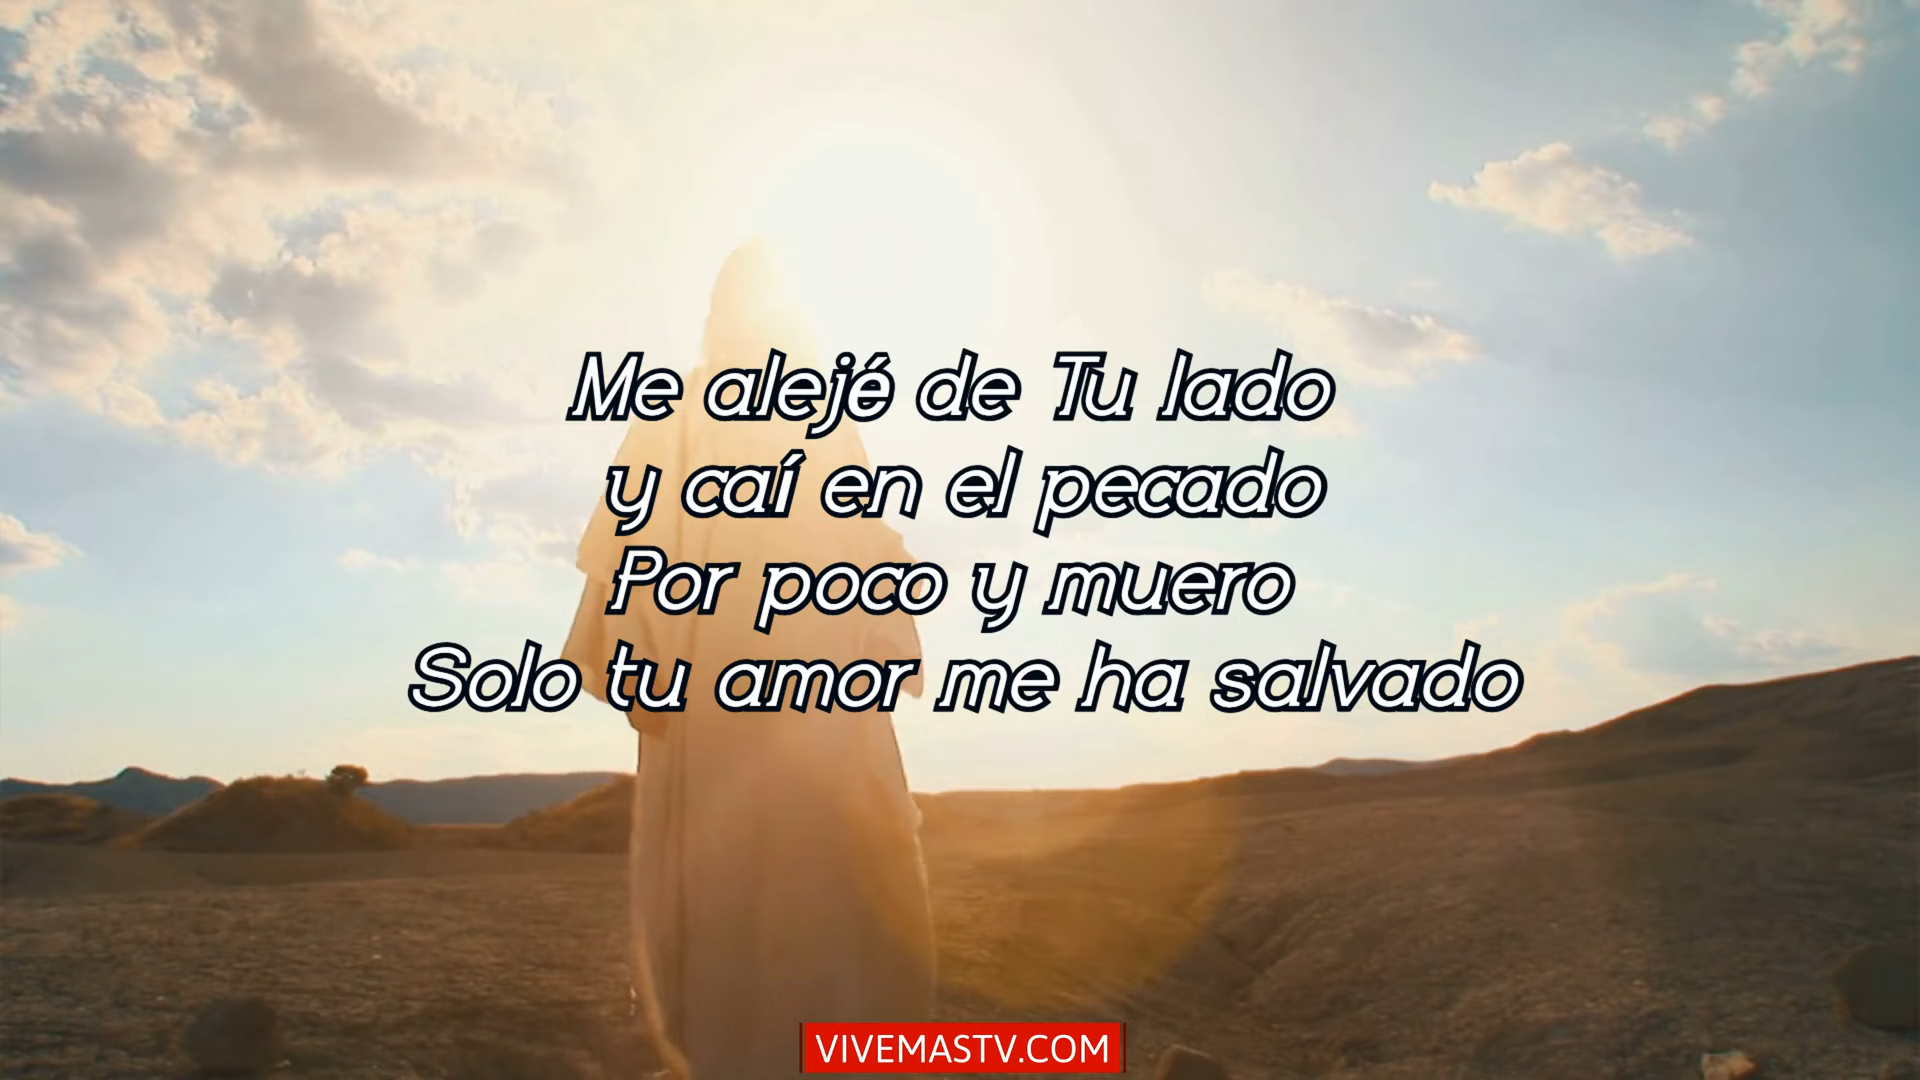 Me alejé de Tu lado
y caí en el pecado
Por poco y muero
Solo tu amor me ha salvado
VIVEMASTV.COM